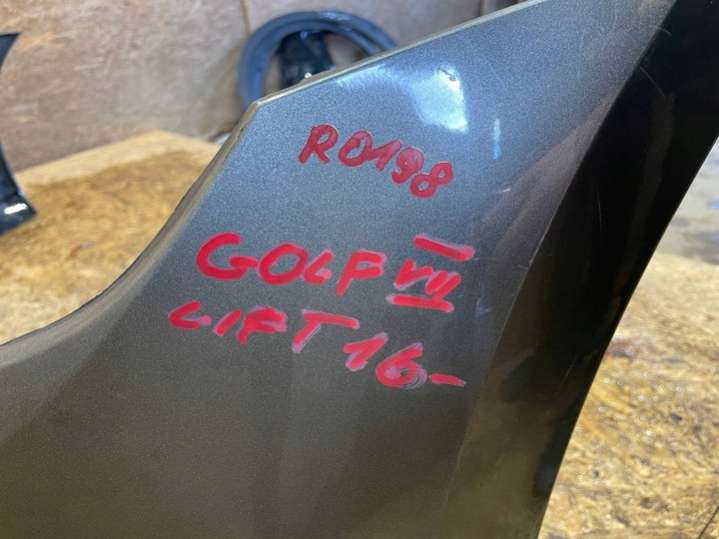 R0198
GOLF VII
LIFT 16-